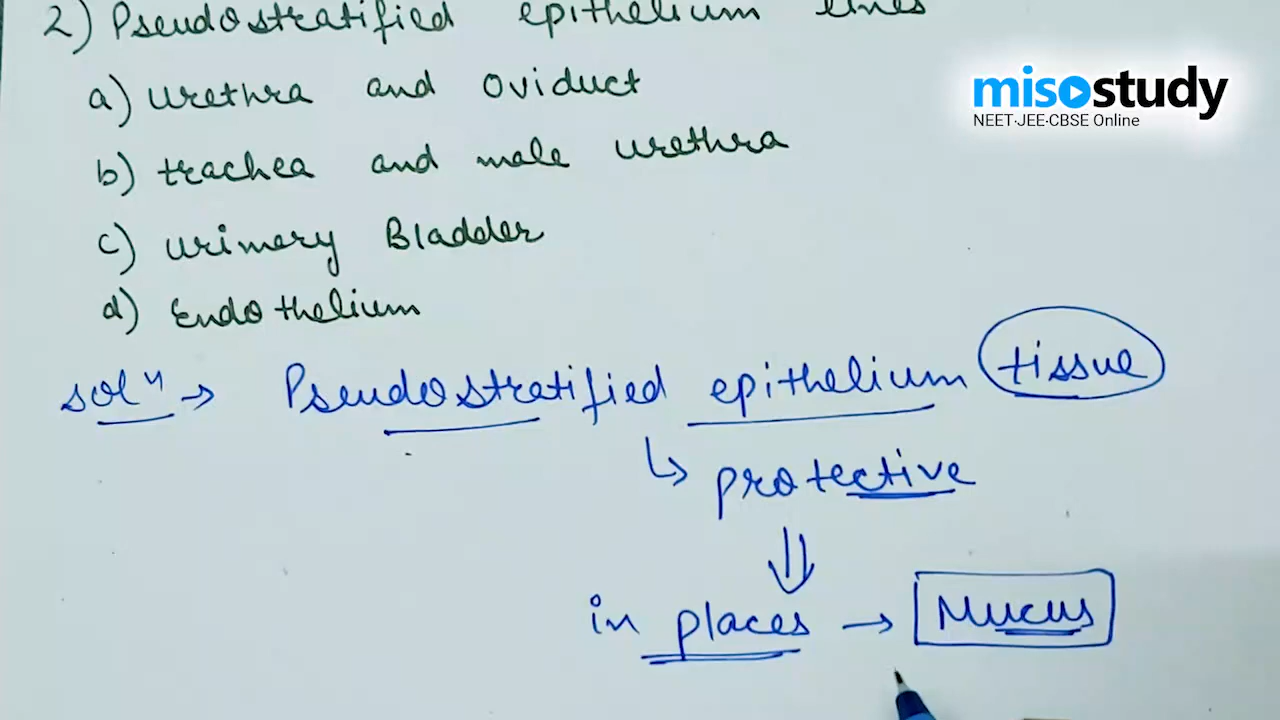 2) Pseudostratified epithelium lines
a) urethra and oviduct
b) trachea and male urethra
c) urinary Bladder
d) Endothelium
solⁿ → Pseudostratified epithelium tissue
↳ protective
⇓
in places → Mucus
misostudy
NEET-JEE-CBSE Online